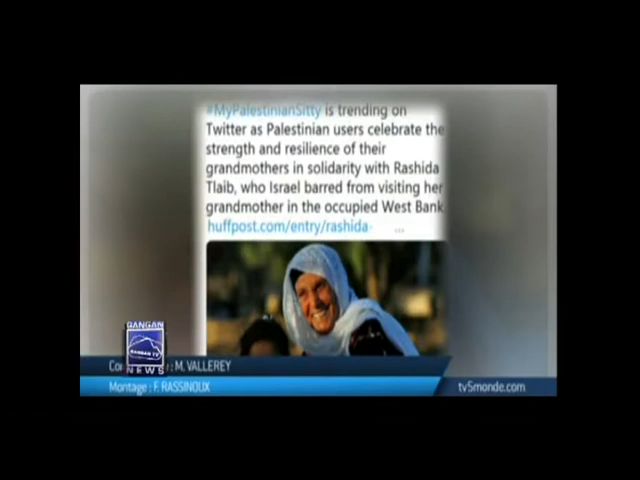 #MyPalestinianSitty is trending on
Twitter as Palestinian users celebrate the
strength and resilience of their
grandmothers in solidarity with Rashida
Tlaib, who Israel barred from visiting her
grandmother in the occupied West Bank
huffpost.com/entry/rashida- ...
GANGAN
GANGAN TV
NEWS
: M. VALLEREY
Montage : F. RASSINOUX
tv5monde.com